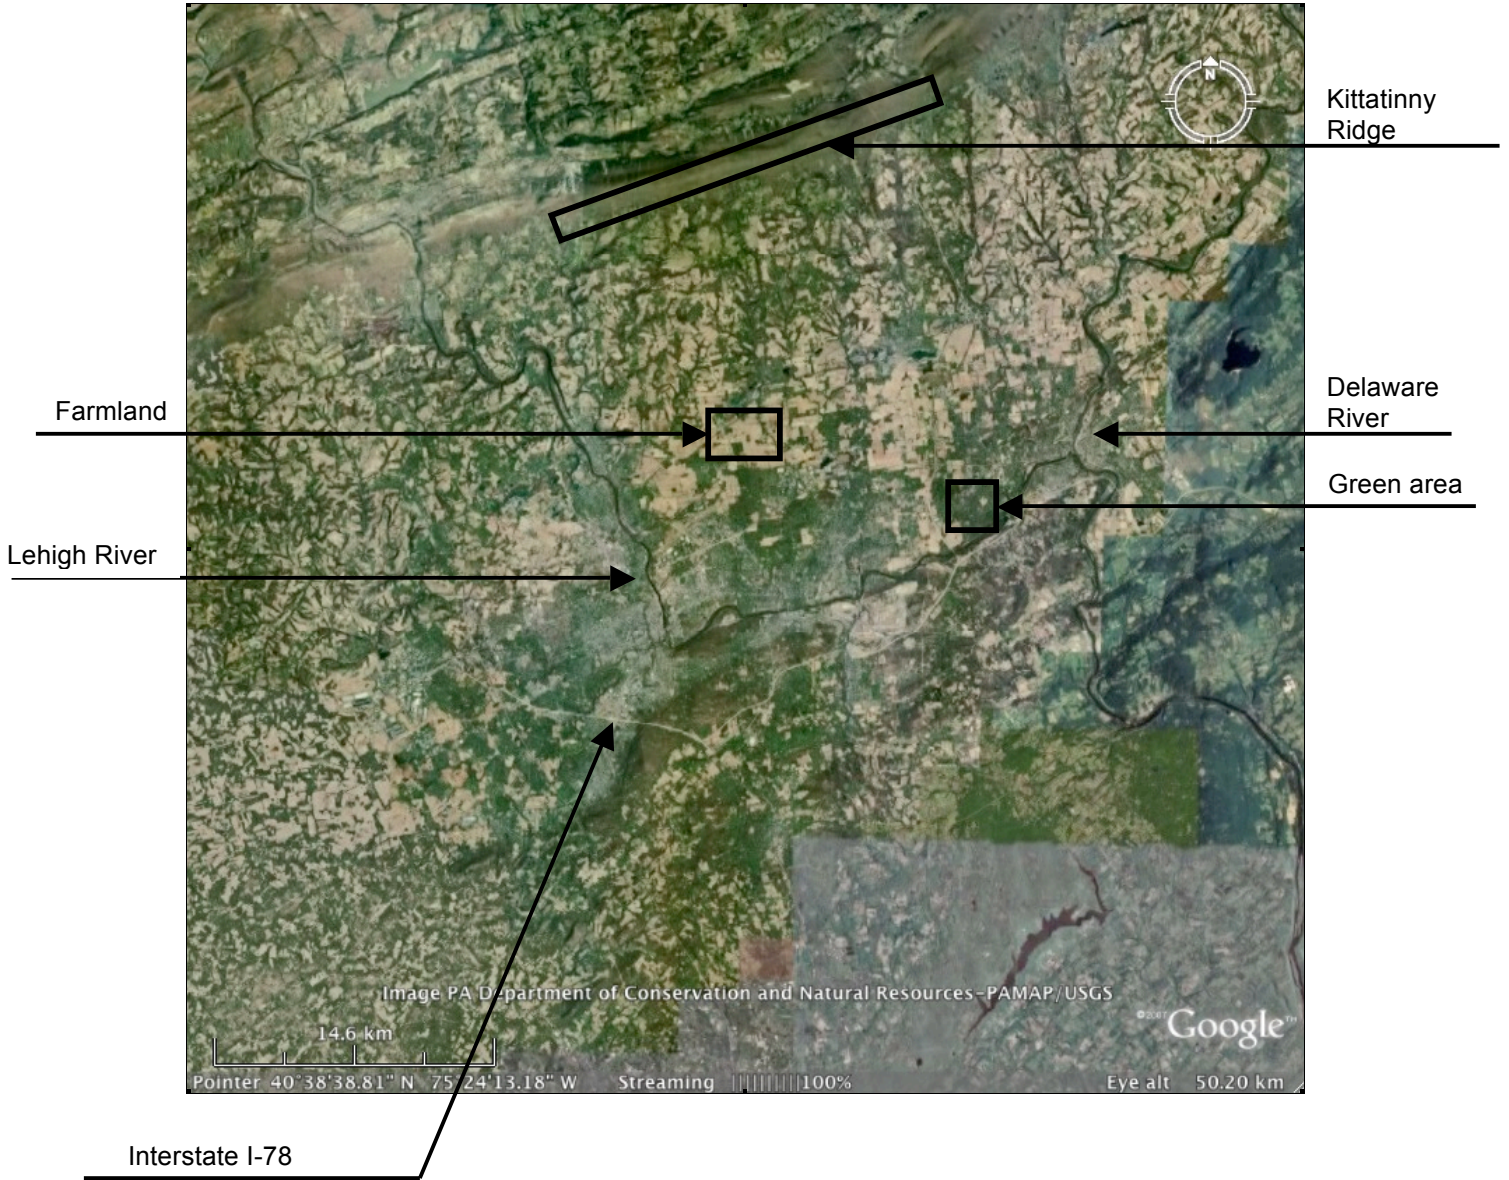 N
Kittatinny
Ridge
Farmland
Delaware
River
Green area
Lehigh River
Image PA Department of Conservation and Natural Resources-PAMAP/USGS
©2007 Google™
14.6 km
Pointer 40°38'38.81" N 75°24'13.18" W Streaming ||||||||||100% Eye alt 50.20 km
Interstate I-78